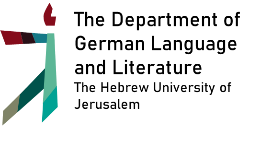 The Department of
German Language
and Literature
The Hebrew University of
Jerusalem